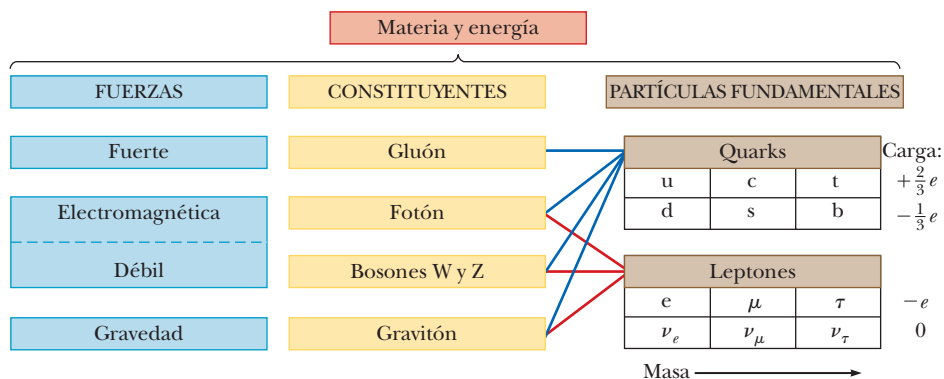 Materia y energía
FUERZAS CONSTITUYENTES PARTÍCULAS FUNDAMENTALES
Fuerte Gluón Quarks Carga:
u c t +2/3 e
Electromagnética Fotón d s b −1/3 e
Débil Bosones W y Z Leptones
e μ τ −e
Gravedad Gravitón νe νμ ντ 0
Masa